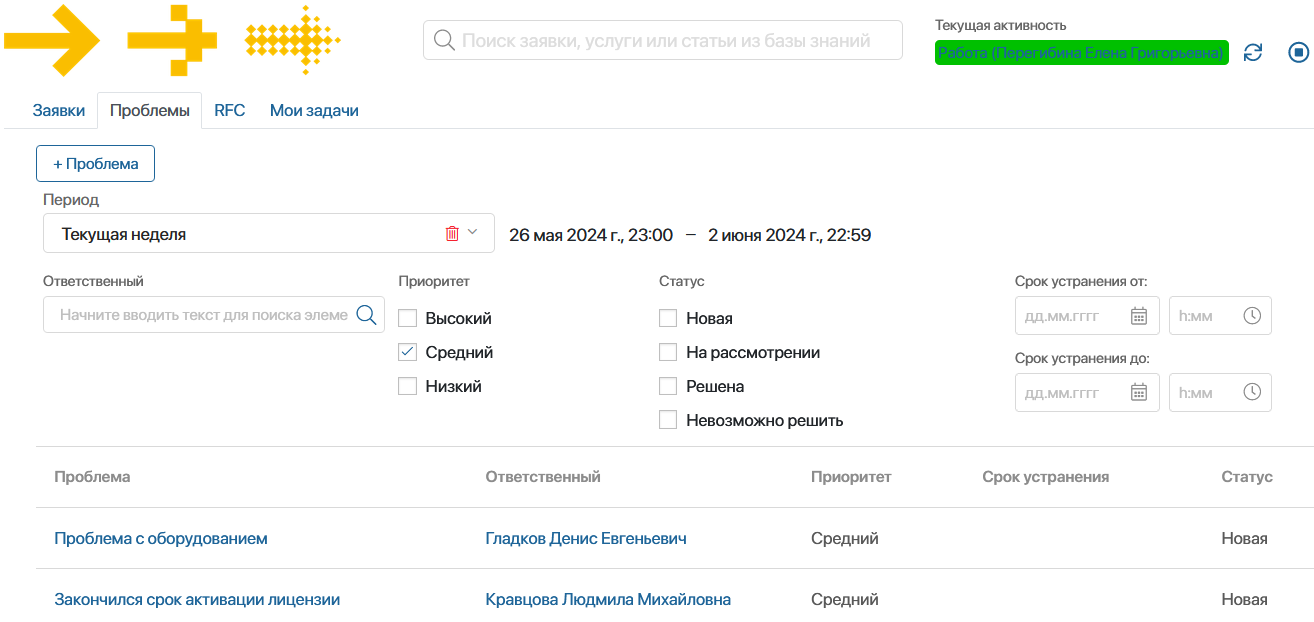 Поиск заявки, услуги или статьи из базы знаний
Текущая активность
Работа (Перегибина Елена Григорьевна)
Заявки Проблемы RFC Мои задачи
+ Проблема
Период
Текущая неделя 26 мая 2024 г., 23:00 – 2 июня 2024 г., 22:59
Ответственный Приоритет Статус Срок устранения от:
Начните вводить текст для поиска элеме Высокий Новая дд.мм.гггг h:мм
Средний На рассмотрении Срок устранения до:
Низкий Решена дд.мм.гггг h:мм
Невозможно решить
Проблема Ответственный Приоритет Срок устранения Статус
Проблема с оборудованием Гладков Денис Евгеньевич Средний Новая
Закончился срок активации лицензии Кравцова Людмила Михайловна Средний Новая